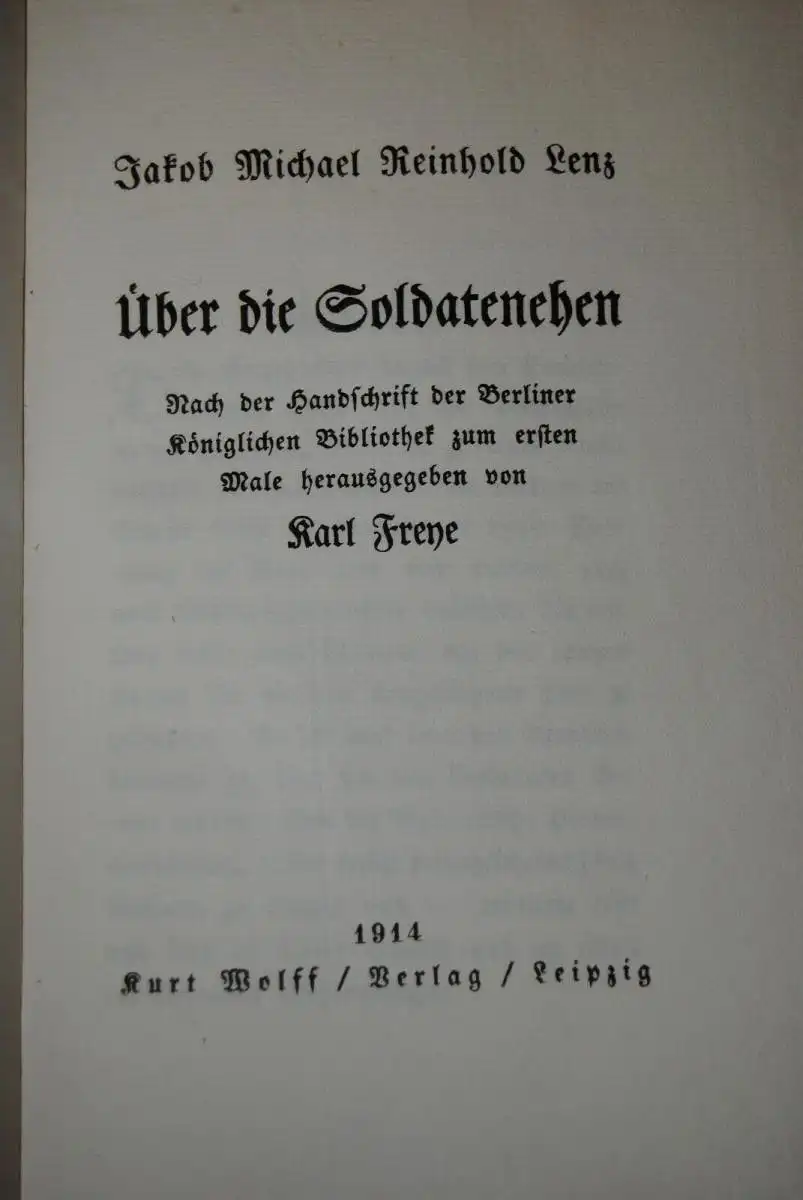 Jakob Michael Reinhold Lenz
Über die Soldatenehen
Nach der Handschrift der Berliner
Königlichen Bibliothek zum ersten
Male herausgegeben von
Karl Freye
1914
Kurt Wolff / Verlag / Leipzig